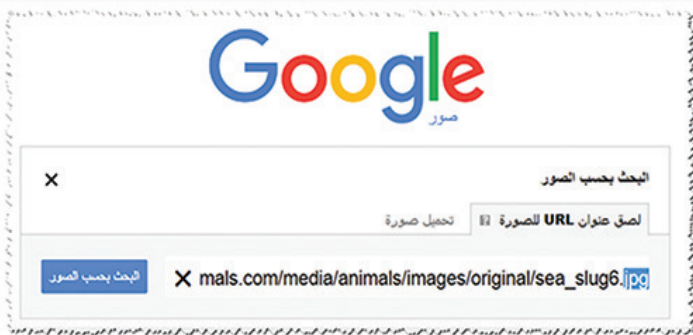 Google
صور
البحث بحسب الصور
×
لصق عنوان URL للصورة
تحميل صورة
mals.com/media/animals/images/original/sea_slug6.jpg
×
البحث بحسب الصور